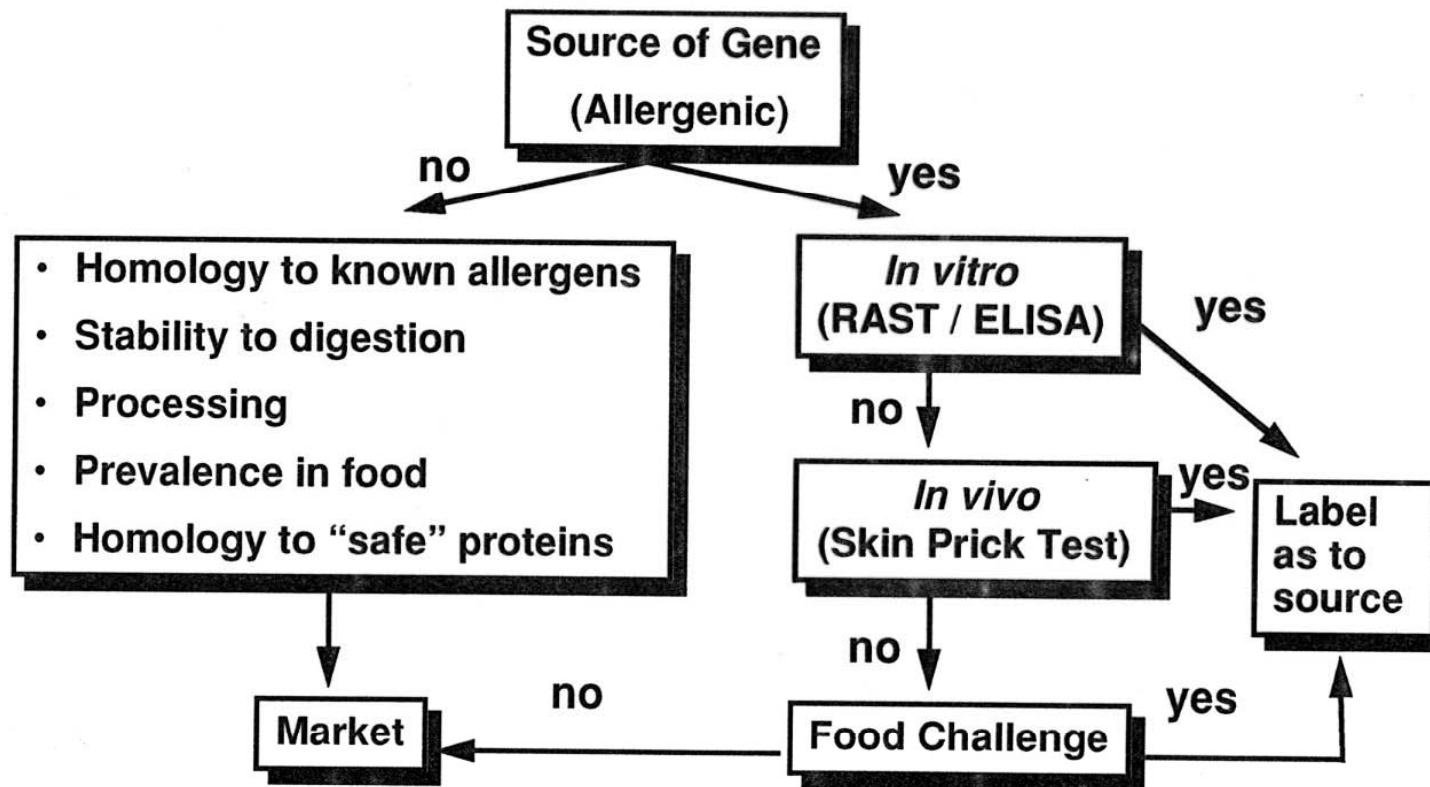 Source of Gene
(Allergenic)
no
yes
• Homology to known allergens
• Stability to digestion
• Processing
• Prevalence in food
• Homology to “safe” proteins
In vitro
(RAST / ELISA)
yes
no
In vivo
(Skin Prick Test)
yes
Label
as to
source
no
Market
no
Food Challenge
yes